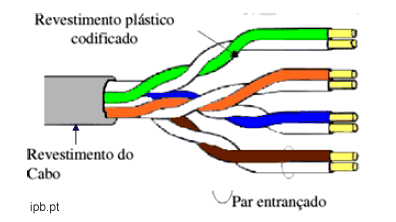 Revestimento plástico
codificado
Revestimento do
Cabo
Par entrançado
ipb.pt